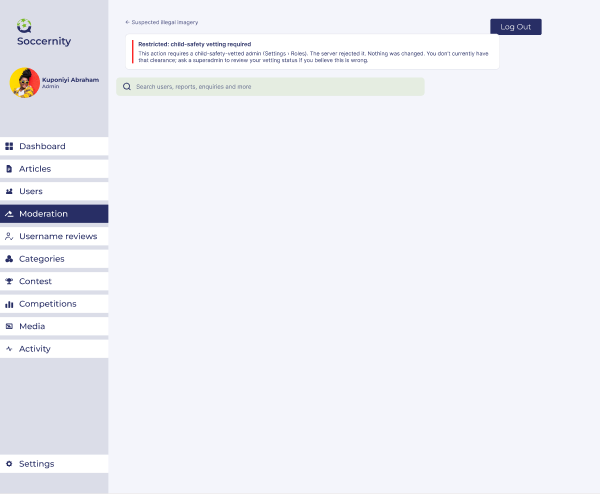 Soccernity
Kuponiyi Abraham
Admin
Dashboard
Articles
Users
Moderation
Username reviews
Categories
Contest
Competitions
Media
Activity
Settings
← Suspected illegal imagery
Log Out
Restricted: child-safety vetting required
This action requires a child-safety-vetted admin (Settings › Roles). The server rejected it. Nothing was changed. You don't currently have
that clearance; ask a superadmin to review your vetting status if you believe this is wrong.
Search users, reports, enquiries and more